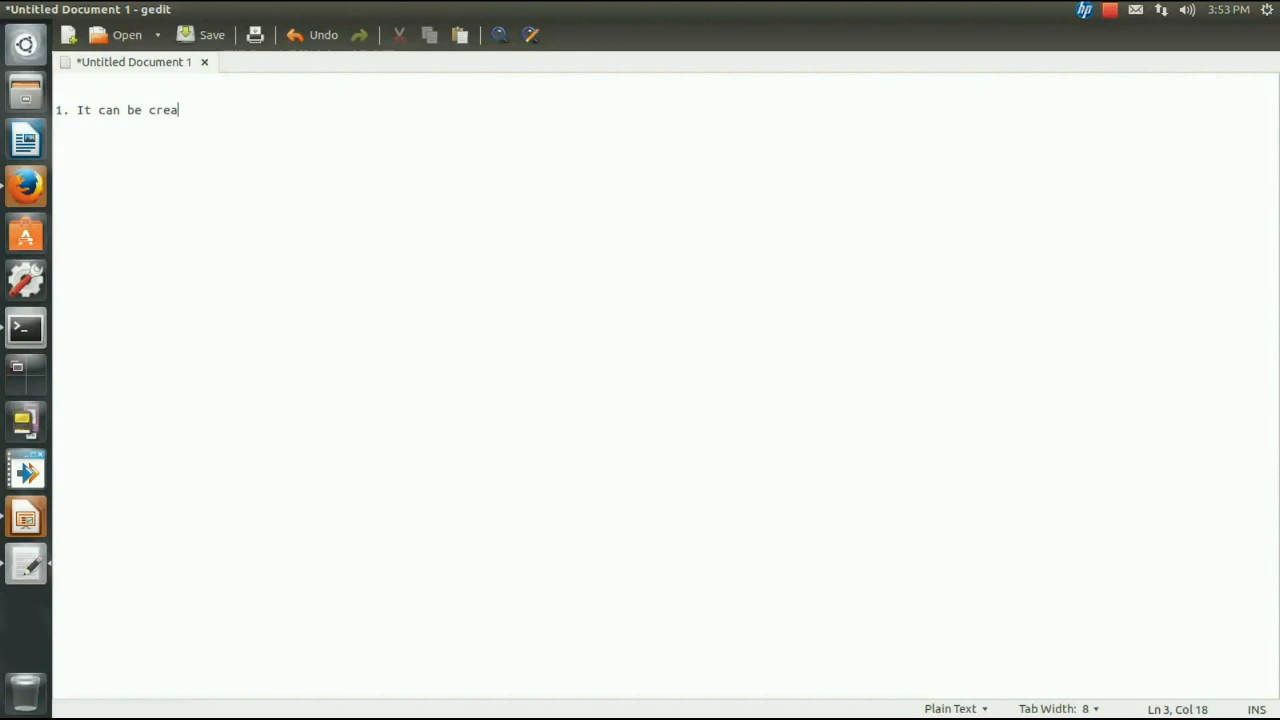 *Untitled Document 1 - gedit
hp
3:53 PM
Open
Save
Undo
*Untitled Document 1
1. It can be crea
Plain Text
Tab Width: 8
Ln 3, Col 18
INS